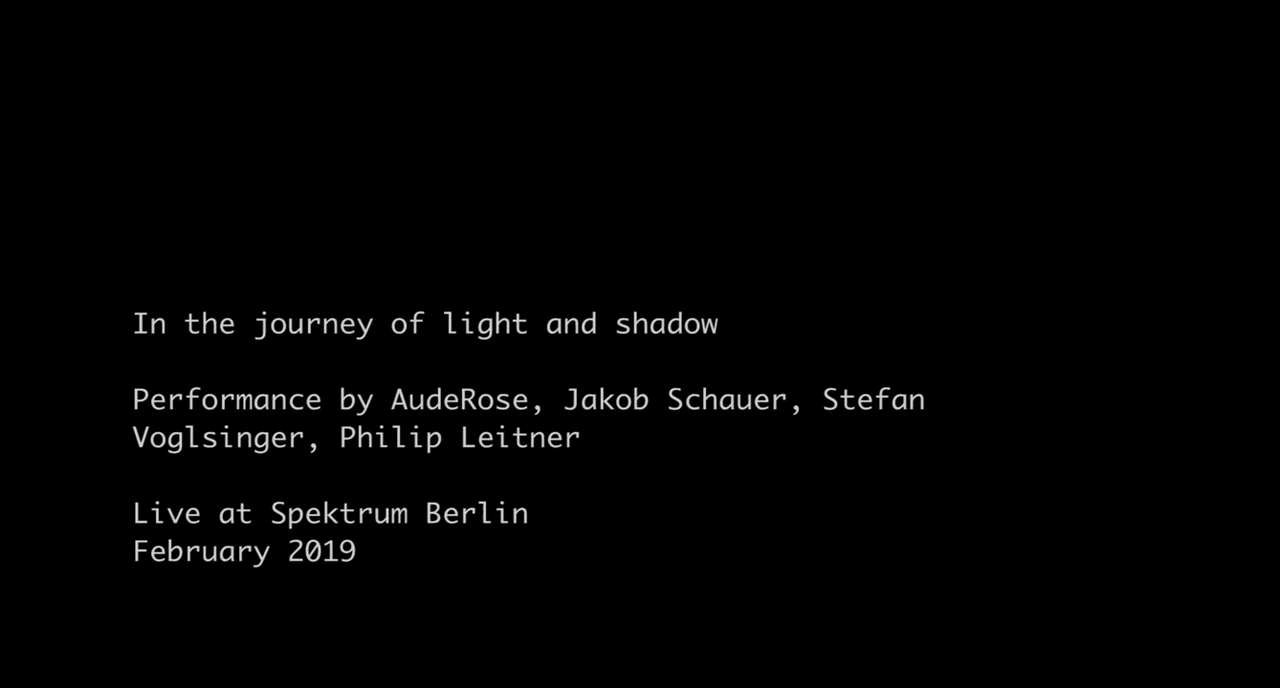 In the journey of light and shadow
Performance by AudeRose, Jakob Schauer, Stefan
Voglsinger, Philip Leitner
Live at Spektrum Berlin
February 2019